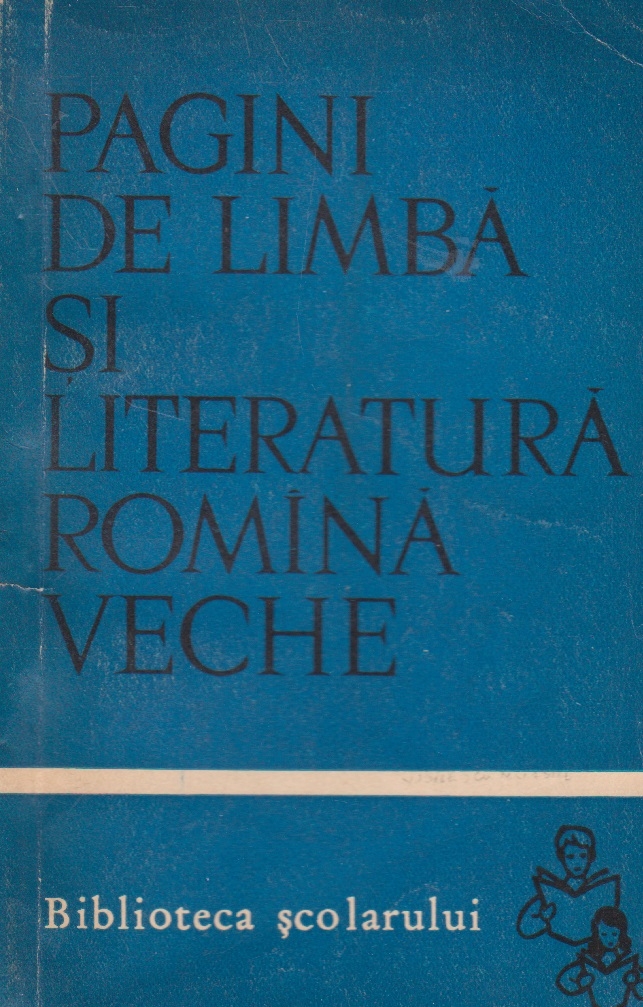 PAGINI
DE LIMBĂ
ȘI
LITERATURĂ
ROMÎNĂ
VECHE
Biblioteca școlarului